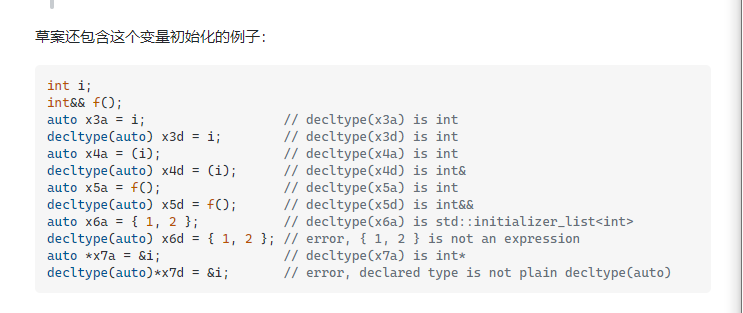 草案还包含这个变量初始化的例子：
int i;
int&& f();
auto x3a = i;                  // decltype(x3a) is int
decltype(auto) x3d = i;        // decltype(x3d) is int
auto x4a = (i);                // decltype(x4a) is int
decltype(auto) x4d = (i);      // decltype(x4d) is int&
auto x5a = f();                // decltype(x5a) is int
decltype(auto) x5d = f();      // decltype(x5d) is int&&
auto x6a = { 1, 2 };           // decltype(x6a) is std::initializer_list<int>
decltype(auto) x6d = { 1, 2 }; // error, { 1, 2 } is not an expression
auto *x7a = &i;                // decltype(x7a) is int*
decltype(auto)*x7d = &i;       // error, declared type is not plain decltype(auto)